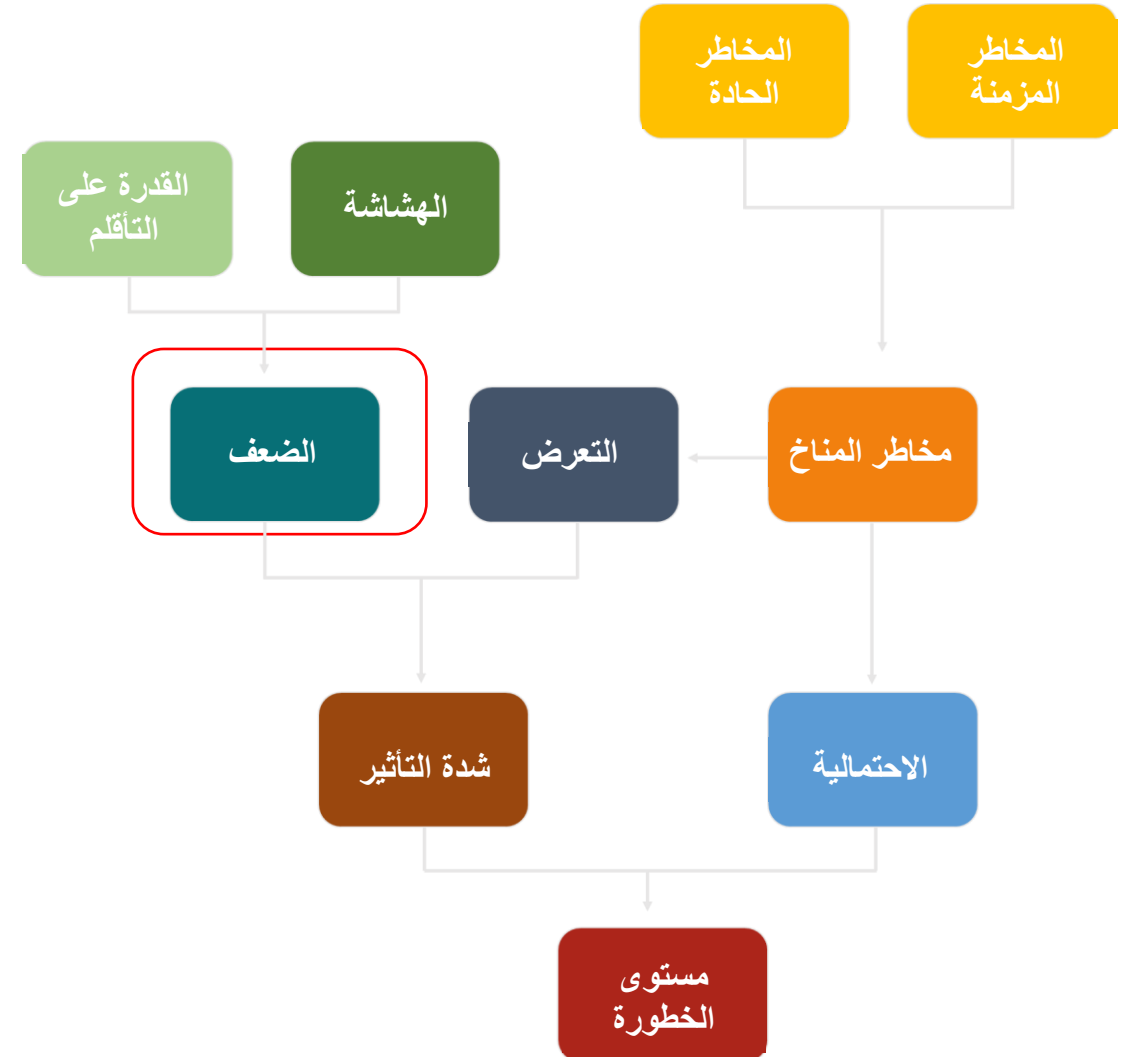 المخاطر
المزمنة
المخاطر
الحادة
الهشاشة
القدرة على
التأقلم
مخاطر المناخ
التعرض
الضعف
الاحتمالية
شدة التأثير
مستوى
الخطورة